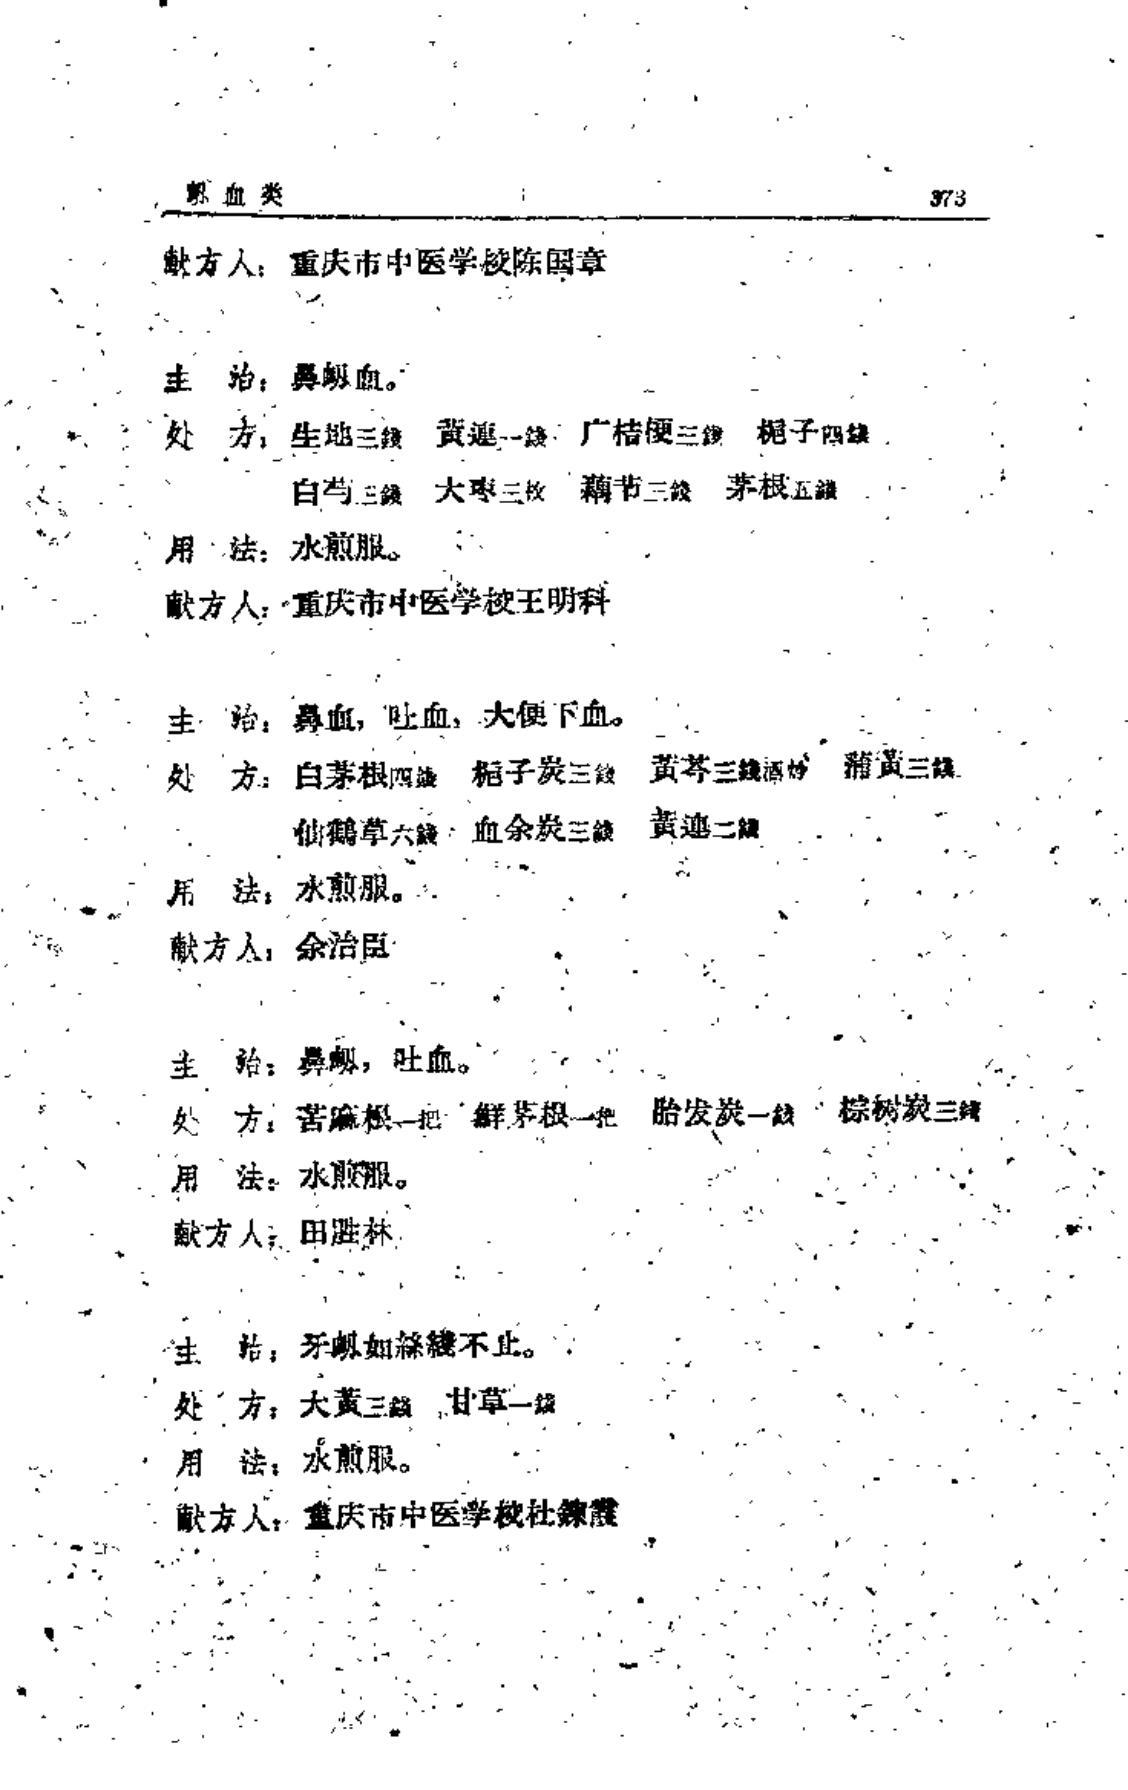 衄血类 373
献方人：重庆市中医学校陈国章
主 治：鼻衄血。
处 方：生地三錢 黃連一錢 广桔梗三錢 梔子四錢
白芍三錢 大枣三枚 藕节三錢 茅根五錢
用 法：水煎服。
献方人：重庆市中医学校王明科
主 治：鼻血，吐血，大便下血。
处 方：白茅根四錢 梔子炭三錢 黃芩三錢酒炒 蒲黃三錢
仙鶴草六錢 血余炭三錢 黃連二錢
用 法：水煎服。
献方人：余治臣
主 治：鼻衄，吐血。
处 方：苦麻根一把 鮮茅根一把 胎发炭一錢 棕树炭三錢
用 法：水煎服。
献方人：田胜林
主 治：牙衄如絲綫不止。
处 方：大黃三錢 甘草一錢
用 法：水煎服。
献方人：重庆市中医学校杜鍊